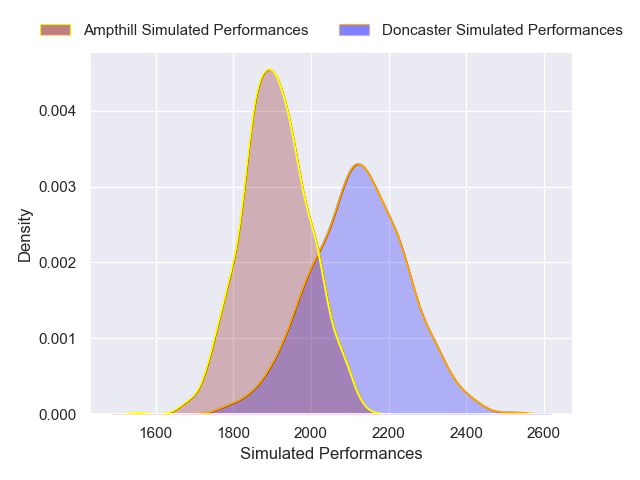 Ampthill Simulated Performances
Doncaster Simulated Performances
Density
0.004
0.003
0.002
0.001
0.000
1600
1800
2000
2200
2400
2600
Simulated Performances